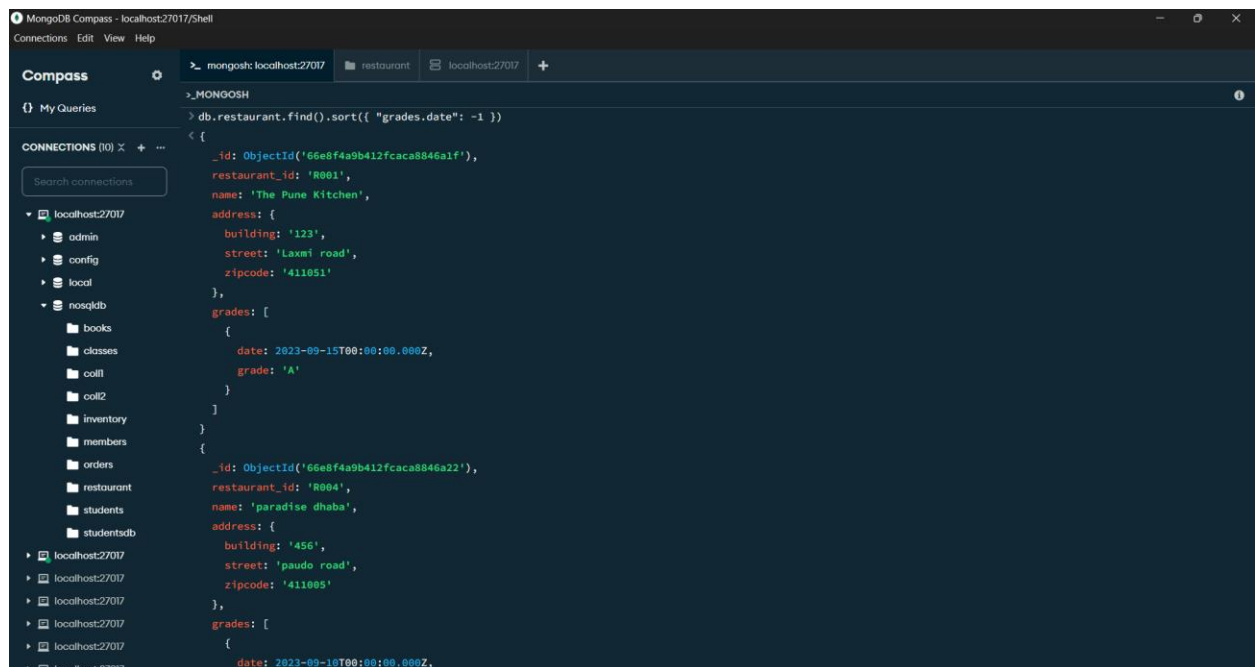 MongoDB Compass - localhost:27017/Shell
Connections Edit View Help
Compass
{} My Queries
CONNECTIONS (10)
Search connections
localhost:27017
admin
config
local
nosqldb
books
classes
coll1
coll2
inventory
members
orders
restaurant
students
studentsdb
localhost:27017
localhost:27017
localhost:27017
localhost:27017
localhost:27017
>_ mongosh: localhost:27017 restaurant localhost:27017 +
>_MONGOSH
> db.restaurant.find().sort({ "grades.date": -1 })
< {
_id: ObjectId('66e8f4a9b412fcaca8846a1f'),
restaurant_id: 'R001',
name: 'The Pune Kitchen',
address: {
building: '123',
street: 'Laxmi road',
zipcode: '411051'
},
grades: [
{
date: 2023-09-15T00:00:00.000Z,
grade: 'A'
}
]
}
{
_id: ObjectId('66e8f4a9b412fcaca8846a22'),
restaurant_id: 'R004',
name: 'paradise dhaba',
address: {
building: '456',
street: 'paudo road',
zipcode: '411005'
},
grades: [
{
date: 2023-09-10T00:00:00.000Z,